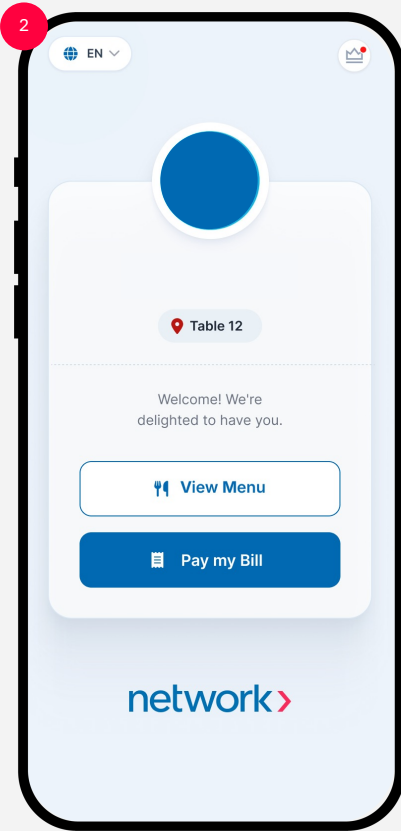 2
EN
Table 12
Welcome! We're
delighted to have you.
View Menu
Pay my Bill
network